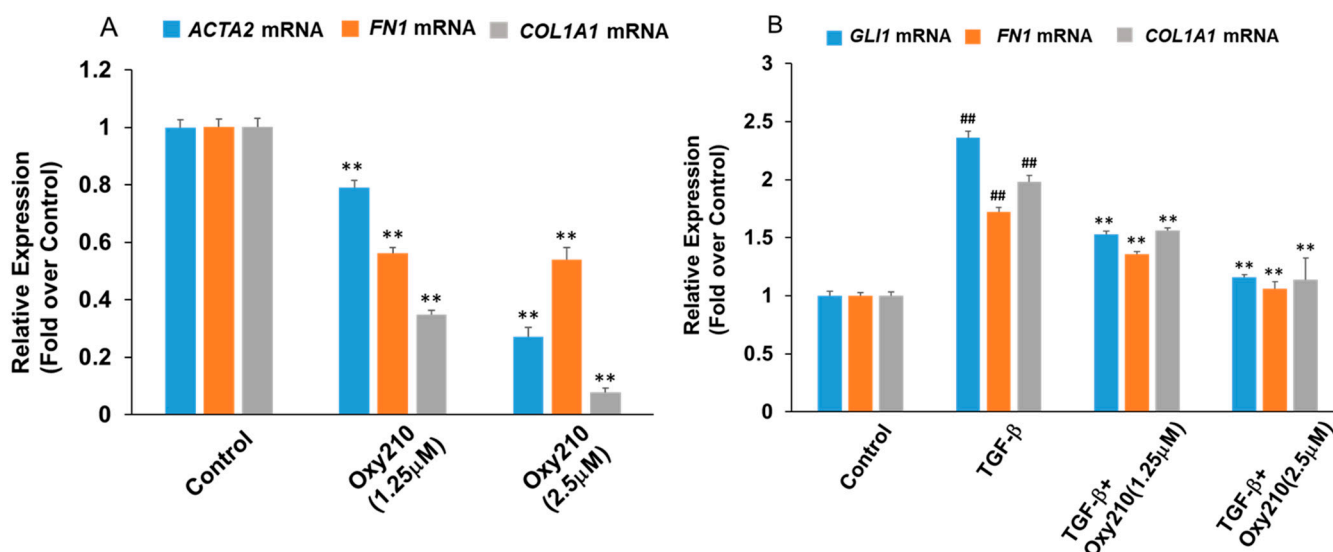 A
ACTA2 mRNA FN1 mRNA COL1A1 mRNA
Relative Expression
(Fold over Control)
1.2
1
0.8
0.6
0.4
0.2
0
**
**
**
**
**
**
Control
Oxy210
(1.25μM)
Oxy210
(2.5μM)
B
GLI1 mRNA FN1 mRNA COL1A1 mRNA
Relative Expression
(Fold over Control)
3
2.5
2
1.5
1
0.5
0
##
##
##
**
**
**
**
**
**
Control
TGF-β
TGF-β+
Oxy210(1.25μM)
TGF-β+
Oxy210(2.5μM)